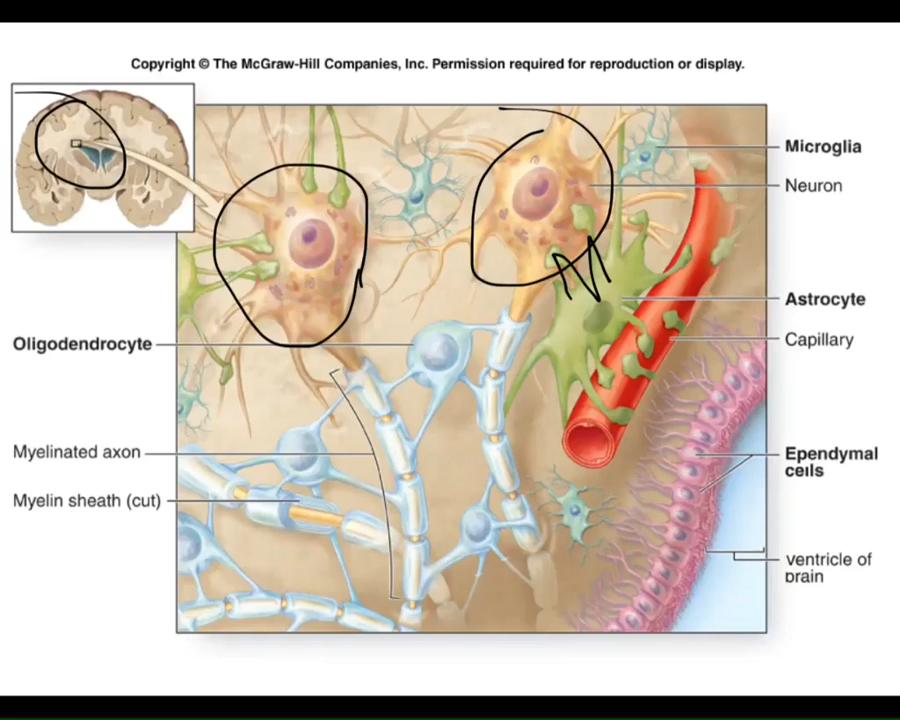 Copyright © The McGraw-Hill Companies, Inc. Permission required for reproduction or display.
Microglia
Neuron
Astrocyte
Oligodendrocyte
Capillary
Myelinated axon
Ependymal
cells
Myelin sheath (cut)
ventricle of
brain